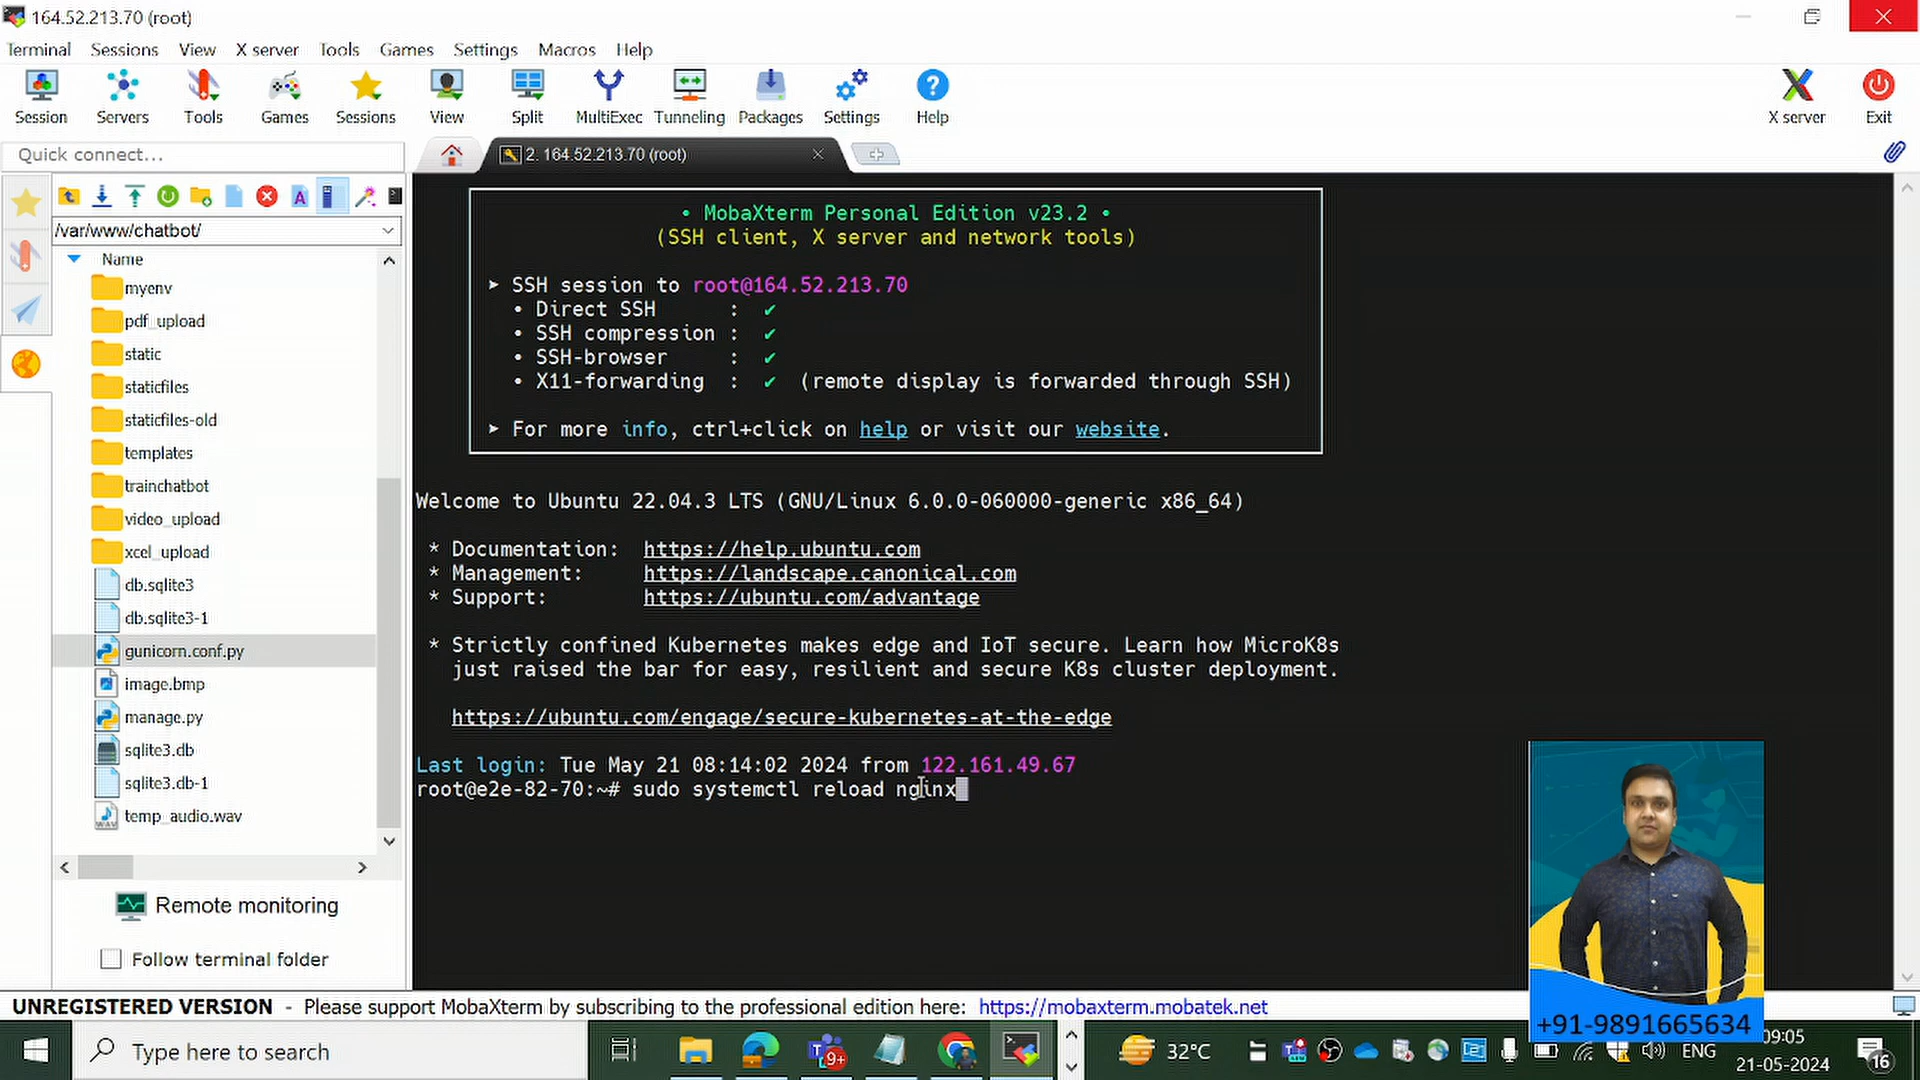 164.52.213.70 (root)
Terminal Sessions View X server Tools Games Settings Macros Help
Session Servers Tools Games Sessions View Split MultiExec Tunneling Packages Settings Help X server Exit
Quick connect...
2. 164.52.213.70 (root)
/var/www/chatbot/
Name
myenv
pdf_upload
static
staticfiles
staticfiles-old
templates
trainchatbot
video_upload
xcel_upload
db.sqlite3
db.sqlite3-1
gunicorn.conf.py
image.bmp
manage.py
sqlite3.db
sqlite3.db-1
temp_audio.wav
Remote monitoring
Follow terminal folder
• MobaXterm Personal Edition v23.2 •
(SSH client, X server and network tools)
➤ SSH session to root@164.52.213.70
• Direct SSH : ✔
• SSH compression : ✔
• SSH-browser : ✔
• X11-forwarding : ✔ (remote display is forwarded through SSH)
➤ For more info, ctrl+click on help or visit our website.
Welcome to Ubuntu 22.04.3 LTS (GNU/Linux 6.0.0-060000-generic x86_64)
* Documentation: https://help.ubuntu.com
* Management: https://landscape.canonical.com
* Support: https://ubuntu.com/advantage
* Strictly confined Kubernetes makes edge and IoT secure. Learn how MicroK8s
just raised the bar for easy, resilient and secure K8s cluster deployment.
https://ubuntu.com/engage/secure-kubernetes-at-the-edge
Last login: Tue May 21 08:14:02 2024 from 122.161.49.67
root@e2e-82-70:~# sudo systemctl reload nginx
+91-9891665634
UNREGISTERED VERSION - Please support MobaXterm by subscribing to the professional edition here: https://mobaxterm.mobatek.net
Type here to search
9+
32°C
ENG
09:05
21-05-2024
16